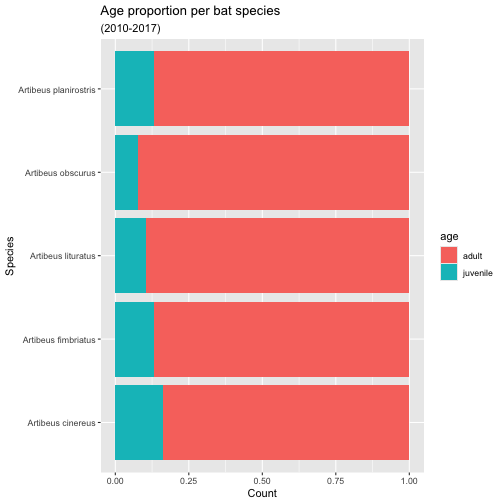 Age proportion per bat species
(2010-2017)
Artibeus planirostris
Artibeus obscurus
Artibeus lituratus
Artibeus fimbriatus
Artibeus cinereus
Species
0.00 0.25 0.50 0.75 1.00
Count
age
adult
juvenile